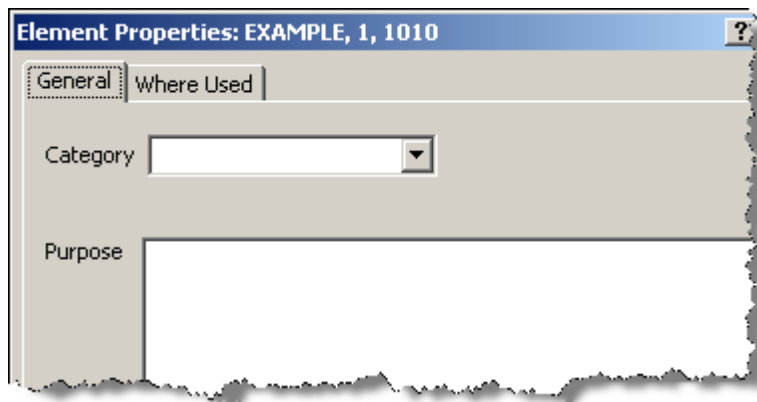 Element Properties: EXAMPLE, 1, 1010 ?
General Where Used
Category
Purpose